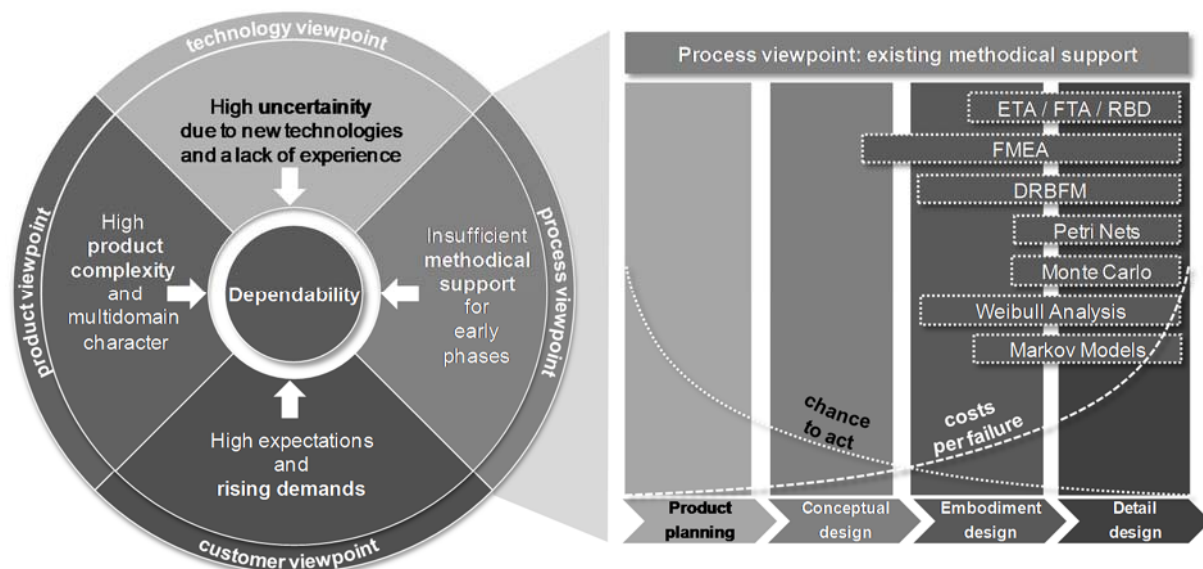 technology viewpoint
High uncertainity
due to new technologies
and a lack of experience
product viewpoint
High
product
complexity
and
multidomain
character
Dependability
Insufficient
methodical
support
for
early
phases
process viewpoint
High expectations
and
rising demands
customer viewpoint
Process viewpoint: existing methodical support
ETA / FTA / RBD
FMEA
DRBFM
Petri Nets
Monte Carlo
Weibull Analysis
Markov Models
chance
to act
costs
per failure
Product
planning
Conceptual
design
Embodiment
design
Detail
design